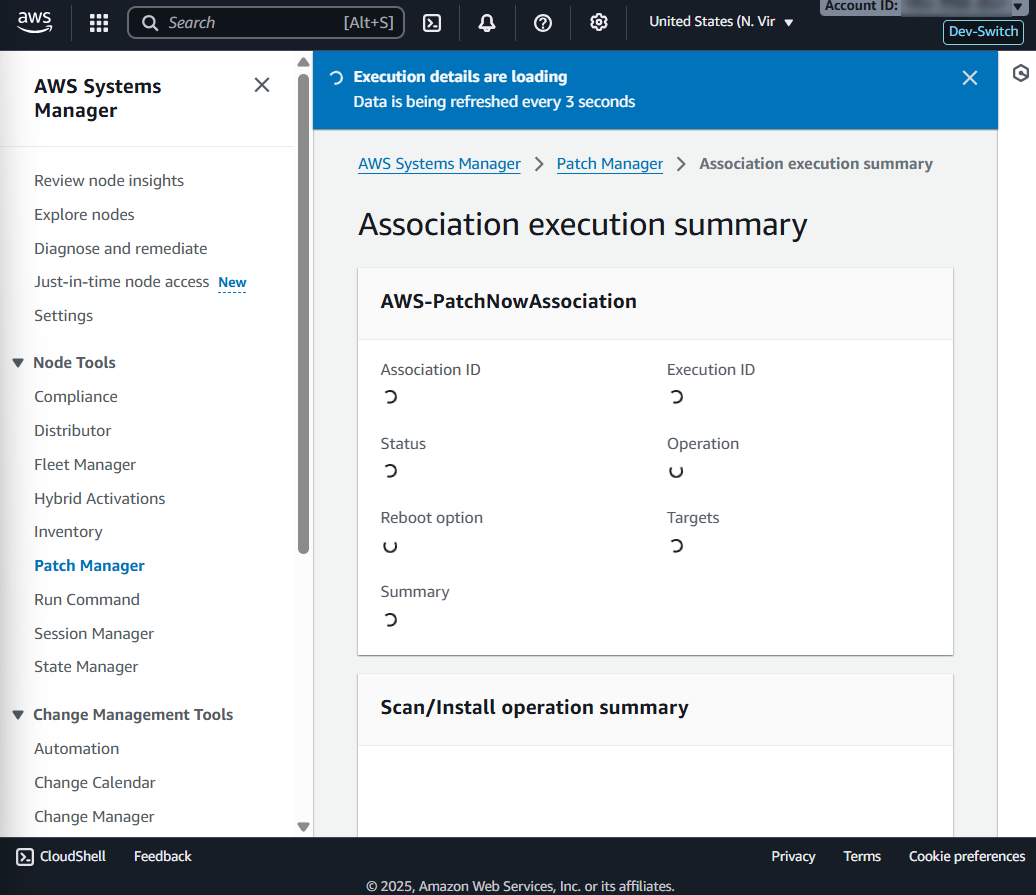 aws
Search
[Alt+S]
United States (N. Vir
Account ID:
Dev-Switch
AWS Systems
Manager
Review node insights
Explore nodes
Diagnose and remediate
Just-in-time node access New
Settings
Node Tools
Compliance
Distributor
Fleet Manager
Hybrid Activations
Inventory
Patch Manager
Run Command
Session Manager
State Manager
Change Management Tools
Automation
Change Calendar
Change Manager
Execution details are loading
Data is being refreshed every 3 seconds
AWS Systems Manager > Patch Manager > Association execution summary
Association execution summary
AWS-PatchNowAssociation
Association ID
Execution ID
Status
Operation
Reboot option
Targets
Summary
Scan/Install operation summary
CloudShell
Feedback
Privacy
Terms
Cookie preferences
© 2025, Amazon Web Services, Inc. or its affiliates.